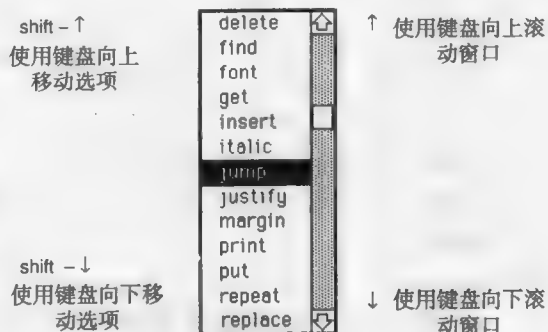 shift – ↑
使用键盘向上
移动选项
shift – ↓
使用键盘向下移
动选项
delete
find
font
get
insert
italic
jump
justify
margin
print
put
repeat
replace
↑ 使用键盘向上滚
动窗口
↓ 使用键盘向下滚
动窗口